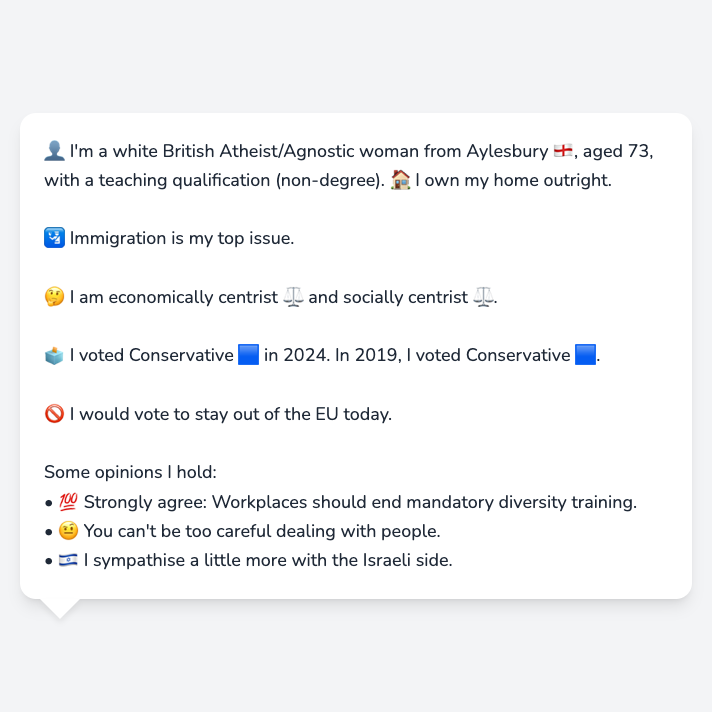 👤 I'm a white British Atheist/Agnostic woman from Aylesbury 🏴󠁧󠁢󠁥󠁮󠁧󠁿, aged 73,
with a teaching qualification (non-degree). 🏠 I own my home outright.
🛂 Immigration is my top issue.
🤔 I am economically centrist ⚖️ and socially centrist ⚖️.
🗳️ I voted Conservative 🟦 in 2024. In 2019, I voted Conservative 🟦.
🚫 I would vote to stay out of the EU today.
Some opinions I hold:
• 💯 Strongly agree: Workplaces should end mandatory diversity training.
• 🤨 You can't be too careful dealing with people.
• 🇮🇱 I sympathise a little more with the Israeli side.